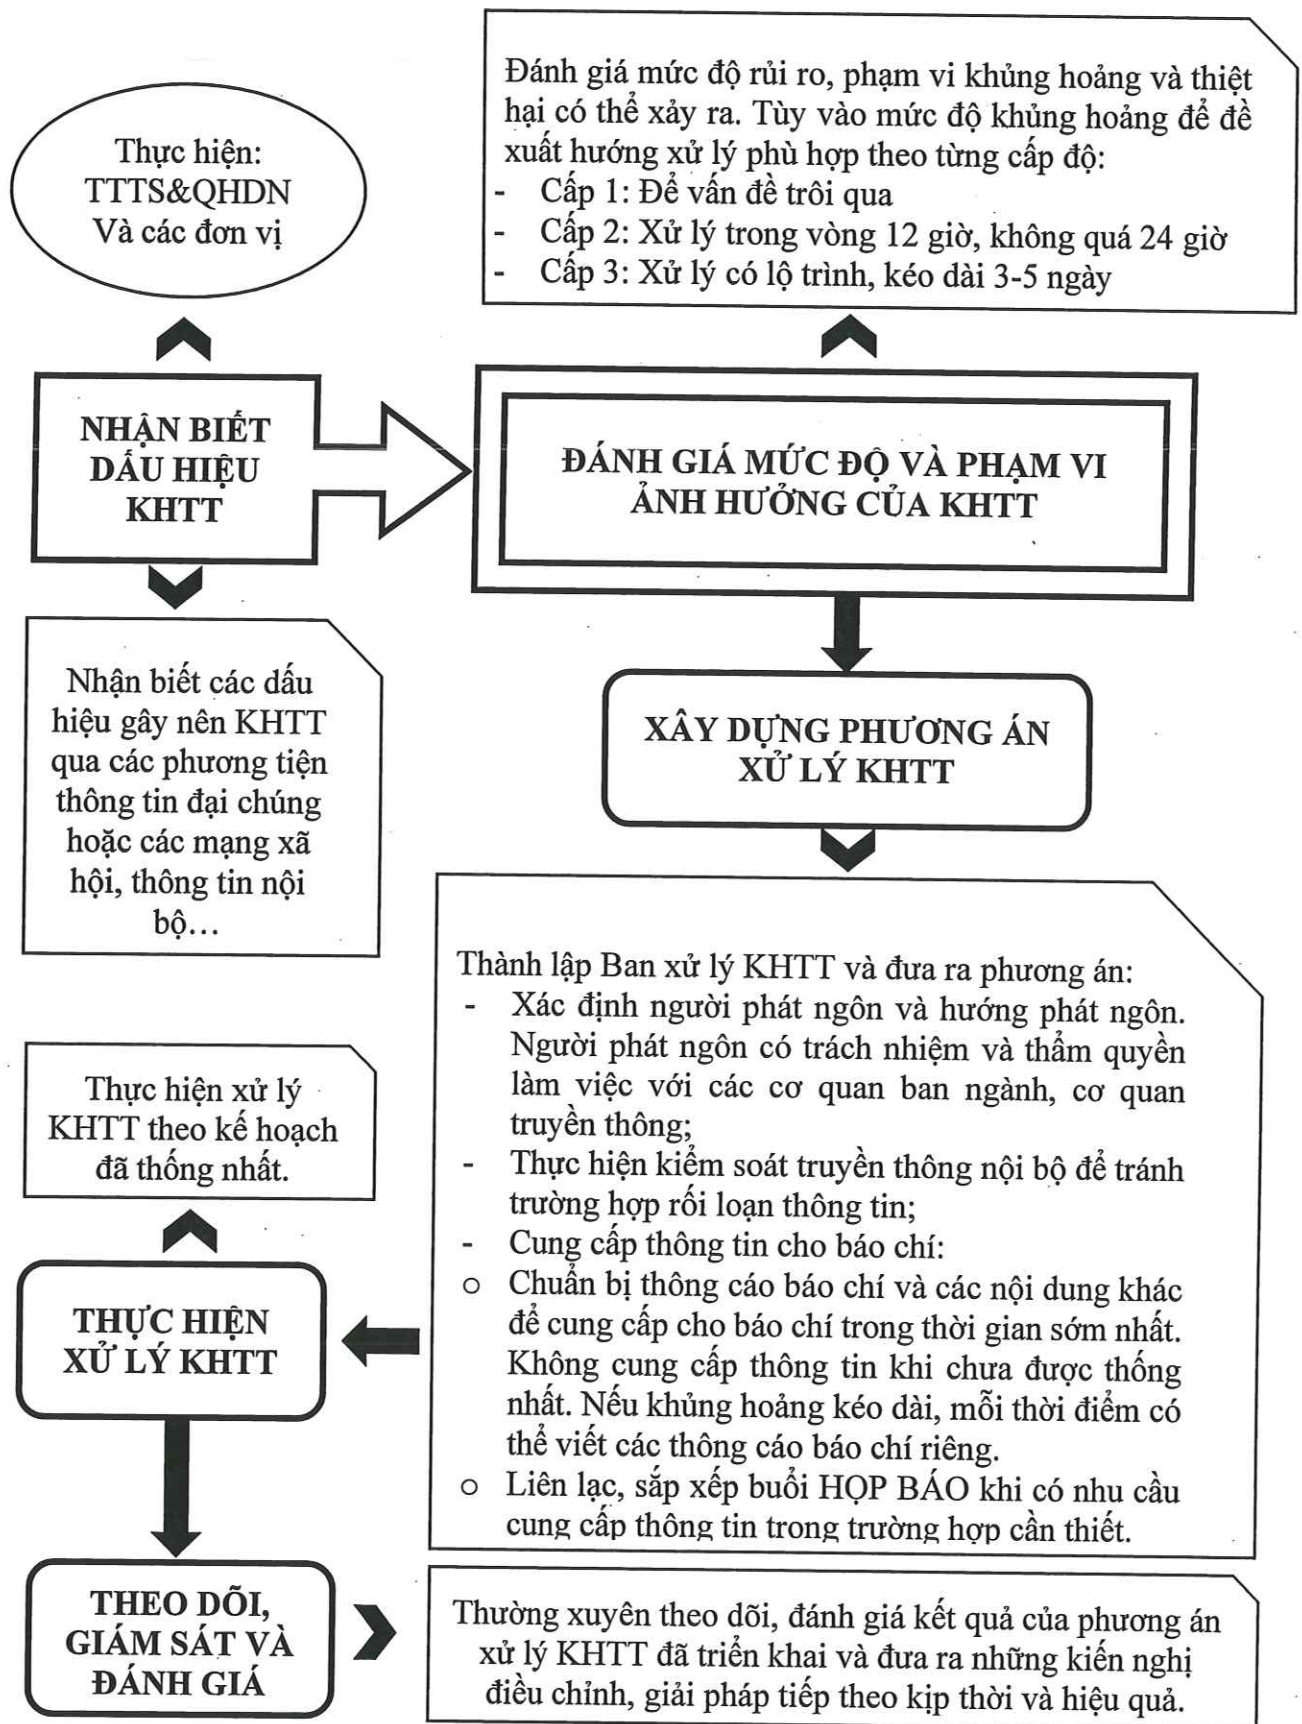 Thực hiện:
TTTS&QHDN
Và các đơn vị
Đánh giá mức độ rủi ro, phạm vi khủng hoảng và thiệt
hại có thể xảy ra. Tùy vào mức độ khủng hoảng để đề
xuất hướng xử lý phù hợp theo từng cấp độ:
- Cấp 1: Để vấn đề trôi qua
- Cấp 2: Xử lý trong vòng 12 giờ, không quá 24 giờ
- Cấp 3: Xử lý có lộ trình, kéo dài 3-5 ngày
NHẬN BIẾT
DẤU HIỆU
KHTT
ĐÁNH GIÁ MỨC ĐỘ VÀ PHẠM VI
ẢNH HƯỞNG CỦA KHTT
Nhận biết các dấu
hiệu gây nên KHTT
qua các phương tiện
thông tin đại chúng
hoặc các mạng xã
hội, thông tin nội
bộ...
XÂY DỰNG PHƯƠNG ÁN
XỬ LÝ KHTT
Thành lập Ban xử lý KHTT và đưa ra phương án:
- Xác định người phát ngôn và hướng phát ngôn.
Người phát ngôn có trách nhiệm và thẩm quyền
làm việc với các cơ quan ban ngành, cơ quan
truyền thông;
- Thực hiện kiểm soát truyền thông nội bộ để tránh
trường hợp rối loạn thông tin;
- Cung cấp thông tin cho báo chí:
o Chuẩn bị thông cáo báo chí và các nội dung khác
để cung cấp cho báo chí trong thời gian sớm nhất.
Không cung cấp thông tin khi chưa được thống
nhất. Nếu khủng hoảng kéo dài, mỗi thời điểm có
thể viết các thông cáo báo chí riêng.
o Liên lạc, sắp xếp buổi HỌP BÁO khi có nhu cầu
cung cấp thông tin trong trường hợp cần thiết.
Thực hiện xử lý
KHTT theo kế hoạch
đã thống nhất.
THỰC HIỆN
XỬ LÝ KHTT
THEO DÕI,
GIÁM SÁT VÀ
ĐÁNH GIÁ
Thường xuyên theo dõi, đánh giá kết quả của phương án
xử lý KHTT đã triển khai và đưa ra những kiến nghị
điều chỉnh, giải pháp tiếp theo kịp thời và hiệu quả.